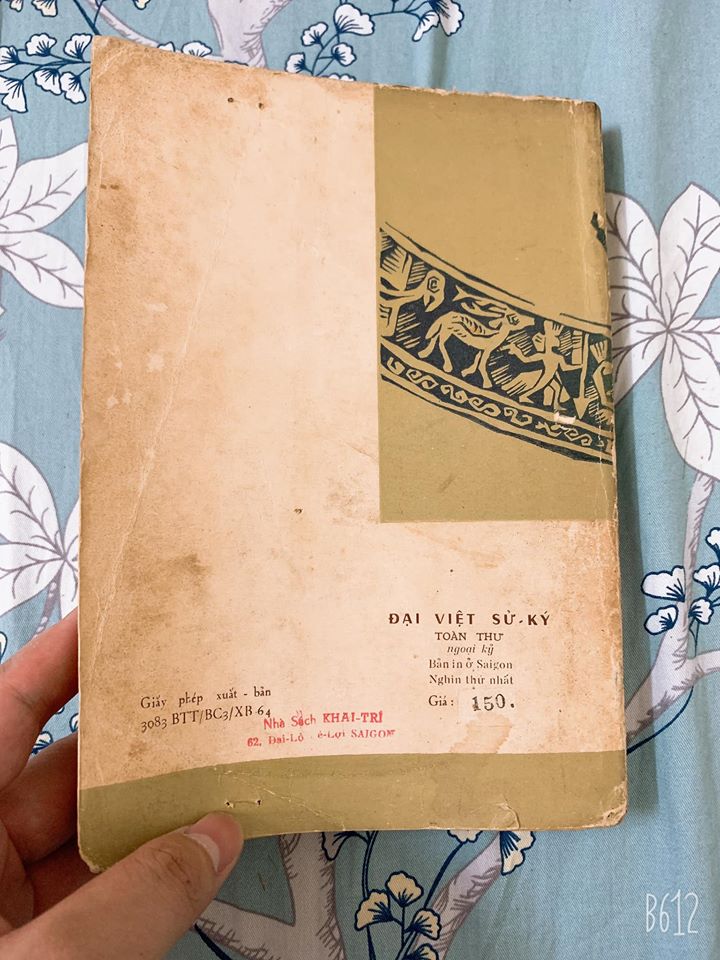 ĐẠI VIỆT SỬ-KÝ
TOÀN THƯ
ngoại kỷ
Bản in ở Saigon
Nghìn thứ nhất
Giá : 150.
Giấy phép xuất - bản
3083 BTT/BC3/XB 64
Nhà Sách KHAI-TRÍ
62, Đại-Lộ ê-Lợi SAIGON
B612